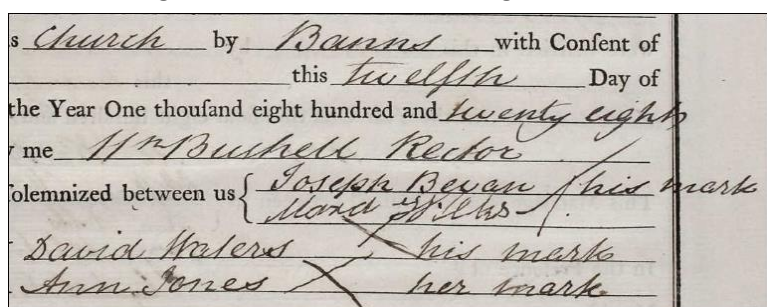 s Church by Banns with Conſent of
this twelfth Day of
the Year One thouſand eight hundred and twenty eight
me Wm Bushell Rector
olemnized between us { Joseph Bevan his mark
David Waters his mark
Ann Jones her mark